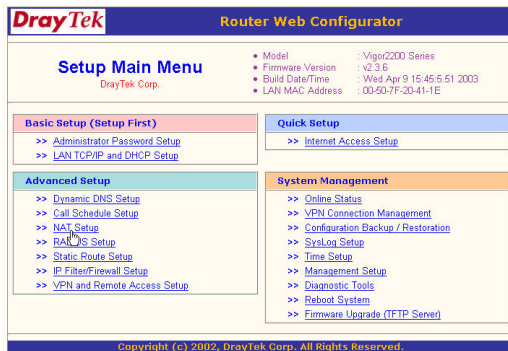 DrayTek
Router Web Configurator
Setup Main Menu
DrayTek Corp.
Model : Vigor2200 Series
Firmware Version : v2.3.6
Build Date/Time : Wed Apr 9 15:45:5.51 2003
LAN MAC Address : 00-50-7F-20-41-1E
Basic Setup (Setup First)
>> Administrator Password Setup
>> LAN TCP/IP and DHCP Setup
Quick Setup
>> Internet Access Setup
Advanced Setup
>> Dynamic DNS Setup
>> Call Schedule Setup
>> NAT Setup
>> RADIUS Setup
>> Static Route Setup
>> IP Filter/Firewall Setup
>> VPN and Remote Access Setup
System Management
>> Online Status
>> VPN Connection Management
>> Configuration Backup / Restoration
>> SysLog Setup
>> Time Setup
>> Management Setup
>> Diagnostic Tools
>> Reboot System
>> Firmware Upgrade (TFTP Server)
Copyright (c) 2002, DrayTek Corp. All Rights Reserved.